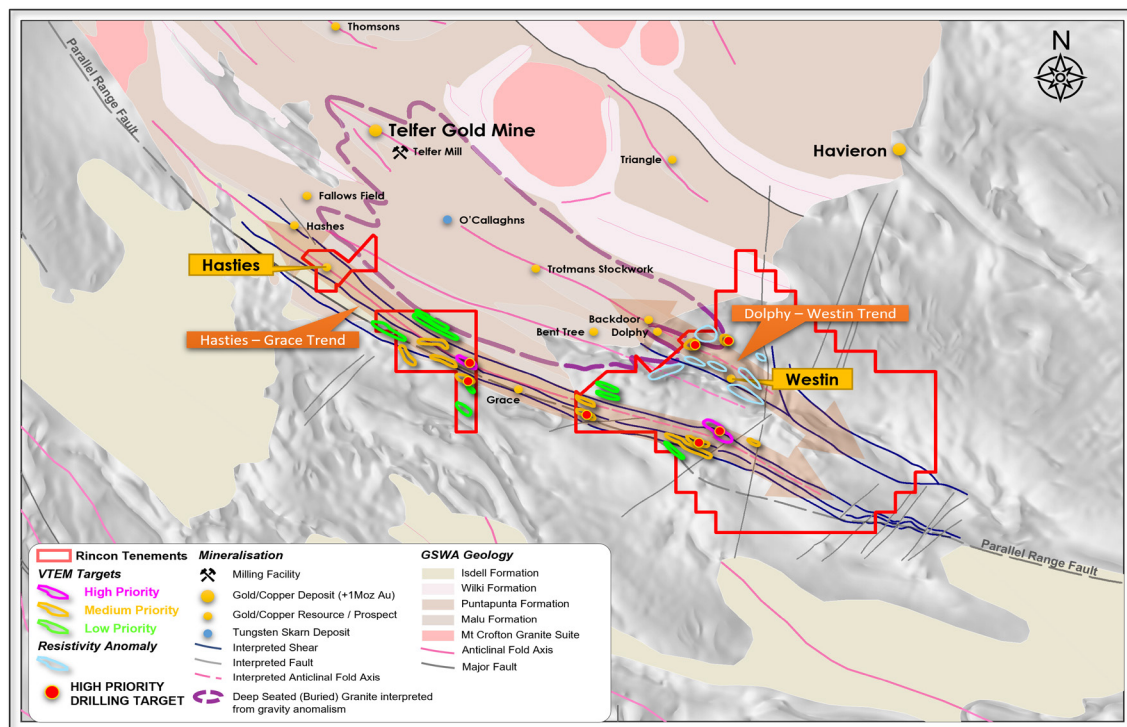 Thomsons
N
Parallel Range Fault
Telfer Gold Mine
Telfer Mill
Havieron
Triangle
Fallows Field
O'Callaghns
Hashes
Hasties
Trotmans Stockwork
Backdoor
Dolphy – Westin Trend
Bent Tree
Dolphy
Hasties – Grace Trend
Westin
Grace
Parallel Range Fault
Rincon Tenements
VTEM Targets
High Priority
Medium Priority
Low Priority
Resistivity Anomaly
HIGH PRIORITY
DRILLING TARGET
Mineralisation
Milling Facility
Gold/Copper Deposit (+1Moz Au)
Gold/Copper Resource / Prospect
Tungsten Skarn Deposit
Interpreted Shear
Interpreted Fault
Interpreted Anticlinal Fold Axis
Deep Seated (Buried) Granite interpreted
from gravity anomalism
GSWA Geology
Isdell Formation
Wilki Formation
Puntapunta Formation
Malu Formation
Mt Crofton Granite Suite
Anticlinal Fold Axis
Major Fault